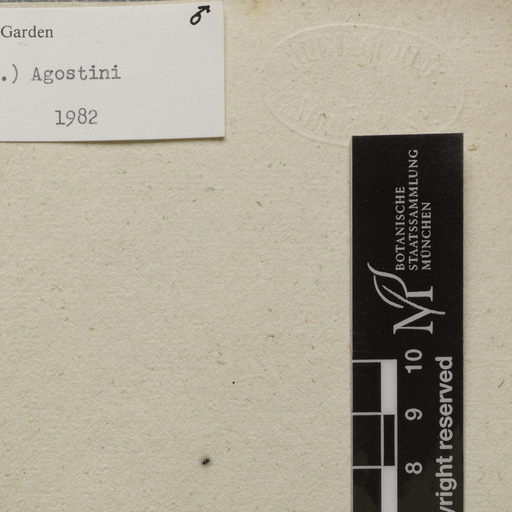 ♂
Garden
.) Agostini
1982
BOTANISCHE
STAATSSAMMLUNG
MÜNCHEN
M
10
9
8
yright reserved